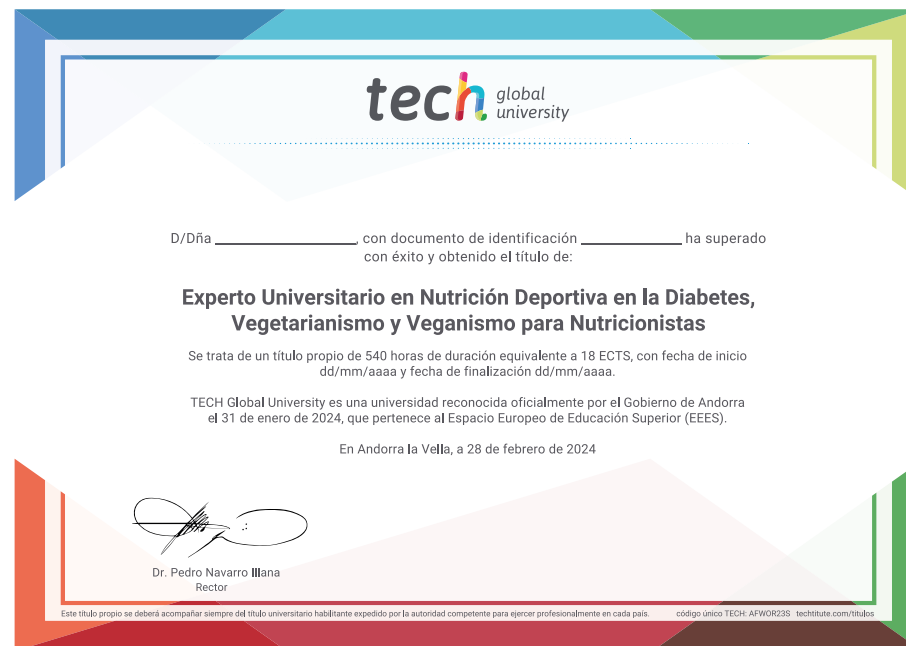 tech global university
D/Dña ____________, con documento de identificación ____________ ha superado
con éxito y obtenido el título de:
Experto Universitario en Nutrición Deportiva en la Diabetes,
Vegetarianismo y Veganismo para Nutricionistas
Se trata de un título propio de 540 horas de duración equivalente a 18 ECTS, con fecha de inicio
dd/mm/aaaa y fecha de finalización dd/mm/aaaa.
TECH Global University es una universidad reconocida oficialmente por el Gobierno de Andorra
el 31 de enero de 2024, que pertenece al Espacio Europeo de Educación Superior (EEES).
En Andorra la Vella, a 28 de febrero de 2024
Dr. Pedro Navarro Illana
Rector
Este título propio se deberá acompañar siempre del título universitario habilitante expedido por la autoridad competente para ejercer profesionalmente en cada país.
código único TECH: AFWOR23S techtitute.com/titulos